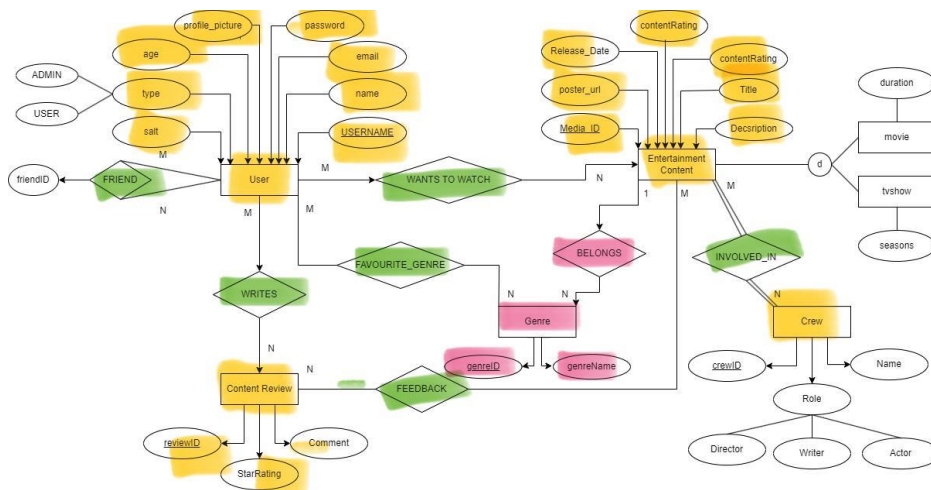 profile_picture
password
contentRating
age
email
Release_Date
contentRating
ADMIN
type
name
poster_url
Title
duration
USER
salt
USERNAME
Media_ID
Decsription
movie
M
friendID
FRIEND
User
M
WANTS TO WATCH
N
Entertainment
Content
d
N
M
M
1
M
M
tvshow
BELONGS
INVOLVED_IN
seasons
FAVOURITE_GENRE
WRITES
N
N
N
Genre
Crew
N
genreID
genreName
crewID
Name
Content Review
N
FEEDBACK
Role
reviewID
Comment
StarRating
Director
Writer
Actor